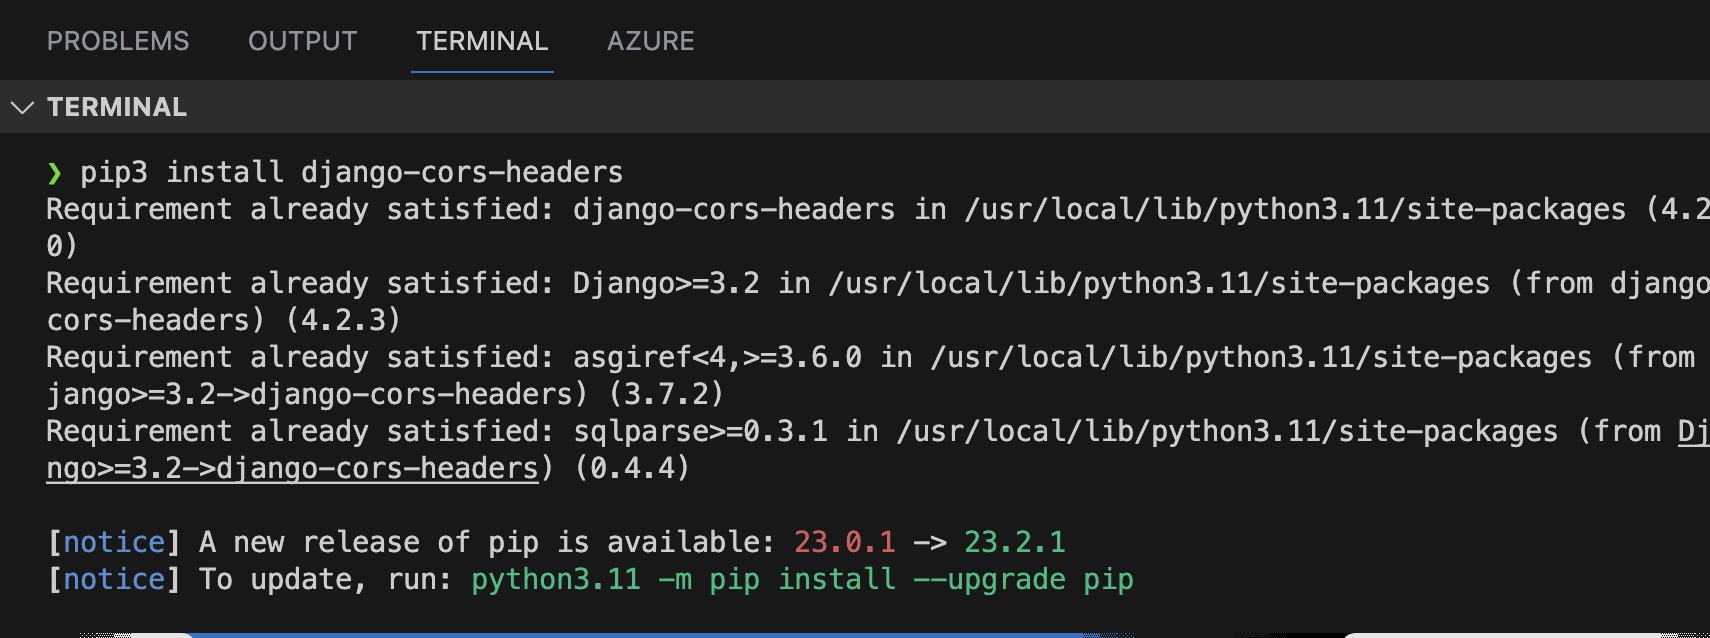 PROBLEMS OUTPUT TERMINAL AZURE
TERMINAL
❯ pip3 install django-cors-headers
Requirement already satisfied: django-cors-headers in /usr/local/lib/python3.11/site-packages (4.2
0)
Requirement already satisfied: Django>=3.2 in /usr/local/lib/python3.11/site-packages (from django
cors-headers) (4.2.3)
Requirement already satisfied: asgiref<4,>=3.6.0 in /usr/local/lib/python3.11/site-packages (from
jango>=3.2->django-cors-headers) (3.7.2)
Requirement already satisfied: sqlparse>=0.3.1 in /usr/local/lib/python3.11/site-packages (from Dj
ngo>=3.2->django-cors-headers) (0.4.4)
[notice] A new release of pip is available: 23.0.1 -> 23.2.1
[notice] To update, run: python3.11 -m pip install --upgrade pip